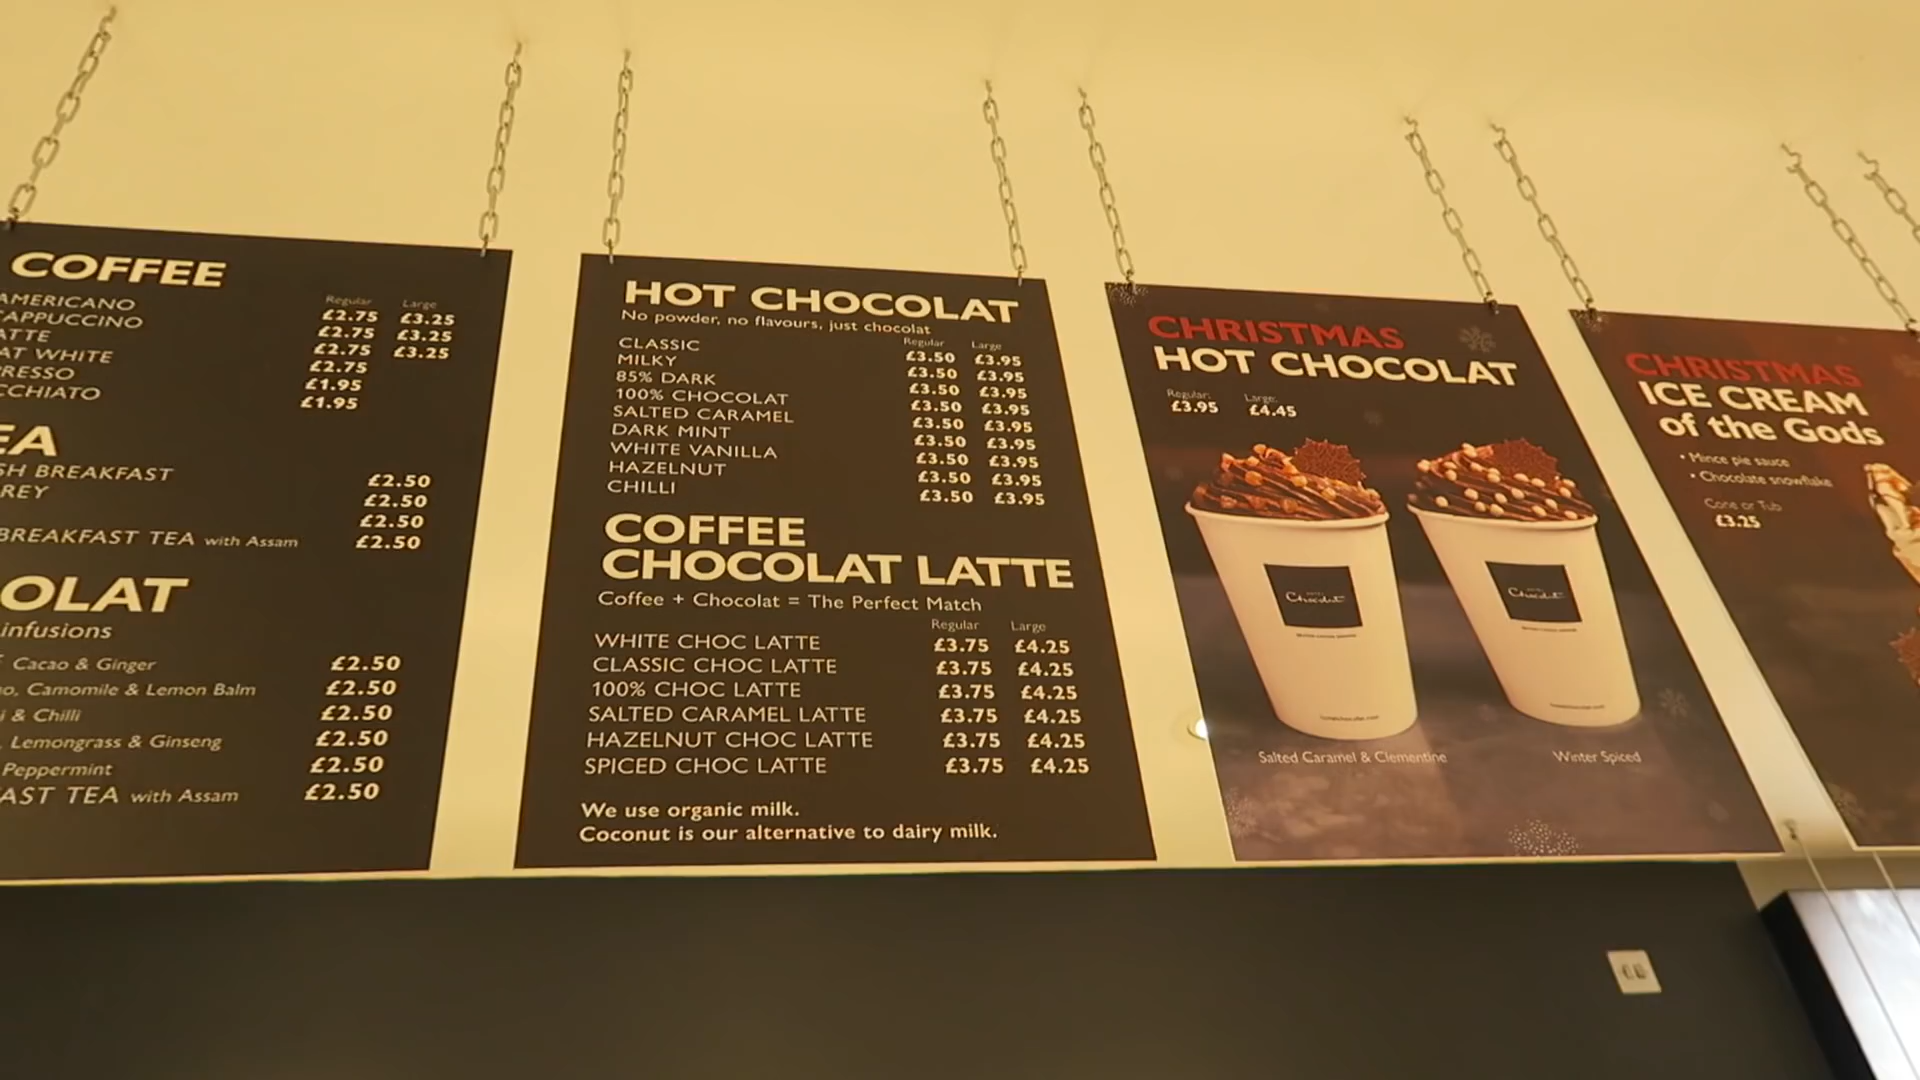 COFFEE
Regular Large
AMERICANO £2.75 £3.25
CAPPUCCINO £2.75 £3.25
ATTE £2.75 £3.25
AT WHITE £2.75
RESSO £1.95
CCHIATO £1.95
EA
SH BREAKFAST £2.50
REY £2.50
£2.50
BREAKFAST TEA with Assam £2.50
OLAT
infusions
Cacao & Ginger £2.50
o, Camomile & Lemon Balm £2.50
i & Chilli £2.50
, Lemongrass & Ginseng £2.50
Peppermint £2.50
AST TEA with Assam £2.50
HOT CHOCOLAT
No powder, no flavours, just chocolat
Regular Large
CLASSIC £3.50 £3.95
MILKY £3.50 £3.95
85% DARK £3.50 £3.95
100% CHOCOLAT £3.50 £3.95
SALTED CARAMEL £3.50 £3.95
DARK MINT £3.50 £3.95
WHITE VANILLA £3.50 £3.95
HAZELNUT £3.50 £3.95
CHILLI £3.50 £3.95
COFFEE
CHOCOLAT LATTE
Coffee + Chocolat = The Perfect Match
Regular Large
WHITE CHOC LATTE £3.75 £4.25
CLASSIC CHOC LATTE £3.75 £4.25
100% CHOC LATTE £3.75 £4.25
SALTED CARAMEL LATTE £3.75 £4.25
HAZELNUT CHOC LATTE £3.75 £4.25
SPICED CHOC LATTE £3.75 £4.25
We use organic milk.
Coconut is our alternative to dairy milk.
CHRISTMAS
HOT CHOCOLAT
Regular: Large:
£3.95 £4.45
Chocolat
Chocolat
Salted Caramel & Clementine
Winter Spiced
CHRISTMAS
ICE CREAM
of the Gods
• Mince pie sauce
• Chocolate snowflake
Cone or Tub
£3.25